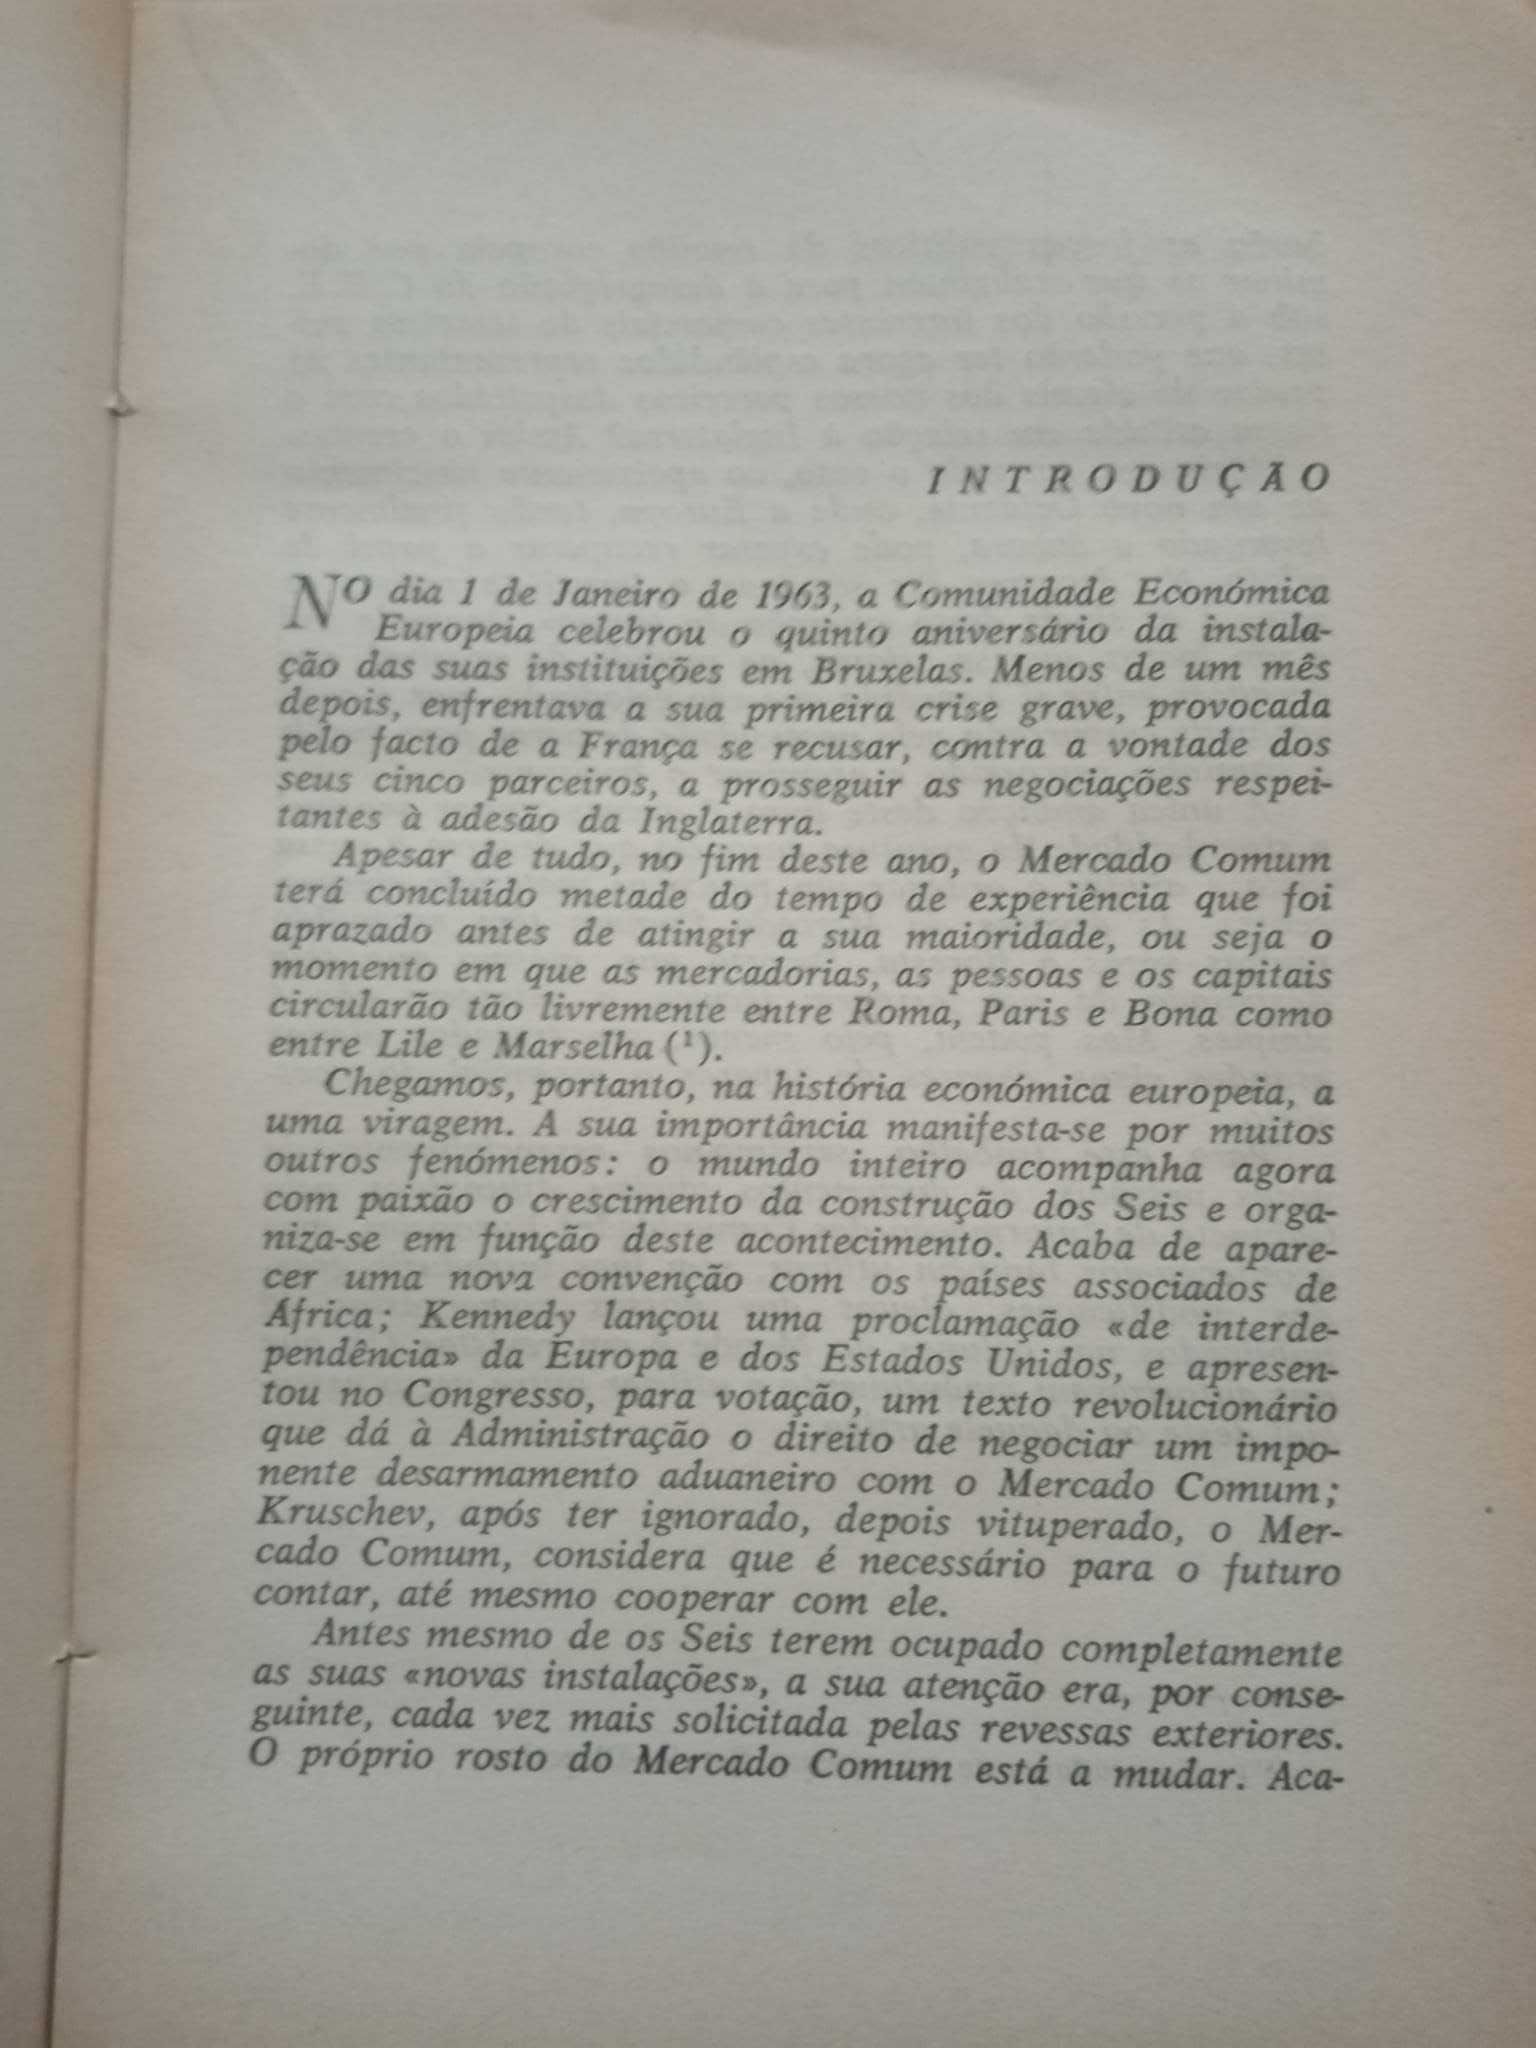 INTRODUÇÃO
NO dia 1 de Janeiro de 1963, a Comunidade Económica
Europeia celebrou o quinto aniversário da instala-
ção das suas instituições em Bruxelas. Menos de um mês
depois, enfrentava a sua primeira crise grave, provocada
pelo facto de a França se recusar, contra a vontade dos
seus cinco parceiros, a prosseguir as negociações respei-
tantes à adesão da Inglaterra.
Apesar de tudo, no fim deste ano, o Mercado Comum
terá concluído metade do tempo de experiência que foi
aprazado antes de atingir a sua maioridade, ou seja o
momento em que as mercadorias, as pessoas e os capitais
circularão tão livremente entre Roma, Paris e Bona como
entre Lile e Marselha (¹).
Chegamos, portanto, na história económica europeia, a
uma viragem. A sua importância manifesta-se por muitos
outros fenómenos: o mundo inteiro acompanha agora
com paixão o crescimento da construção dos Seis e orga-
niza-se em função deste acontecimento. Acaba de apare-
cer uma nova convenção com os países associados de
África; Kennedy lançou uma proclamação «de interde-
pendência» da Europa e dos Estados Unidos, e apresen-
tou no Congresso, para votação, um texto revolucionário
que dá à Administração o direito de negociar um impo-
nente desarmamento aduaneiro com o Mercado Comum;
Kruschev, após ter ignorado, depois vituperado, o Mer-
cado Comum, considera que é necessário para o futuro
contar, até mesmo cooperar com ele.
Antes mesmo de os Seis terem ocupado completamente
as suas «novas instalações», a sua atenção era, por conse-
guinte, cada vez mais solicitada pelas revessas exteriores.
O próprio rosto do Mercado Comum está a mudar. Aca-